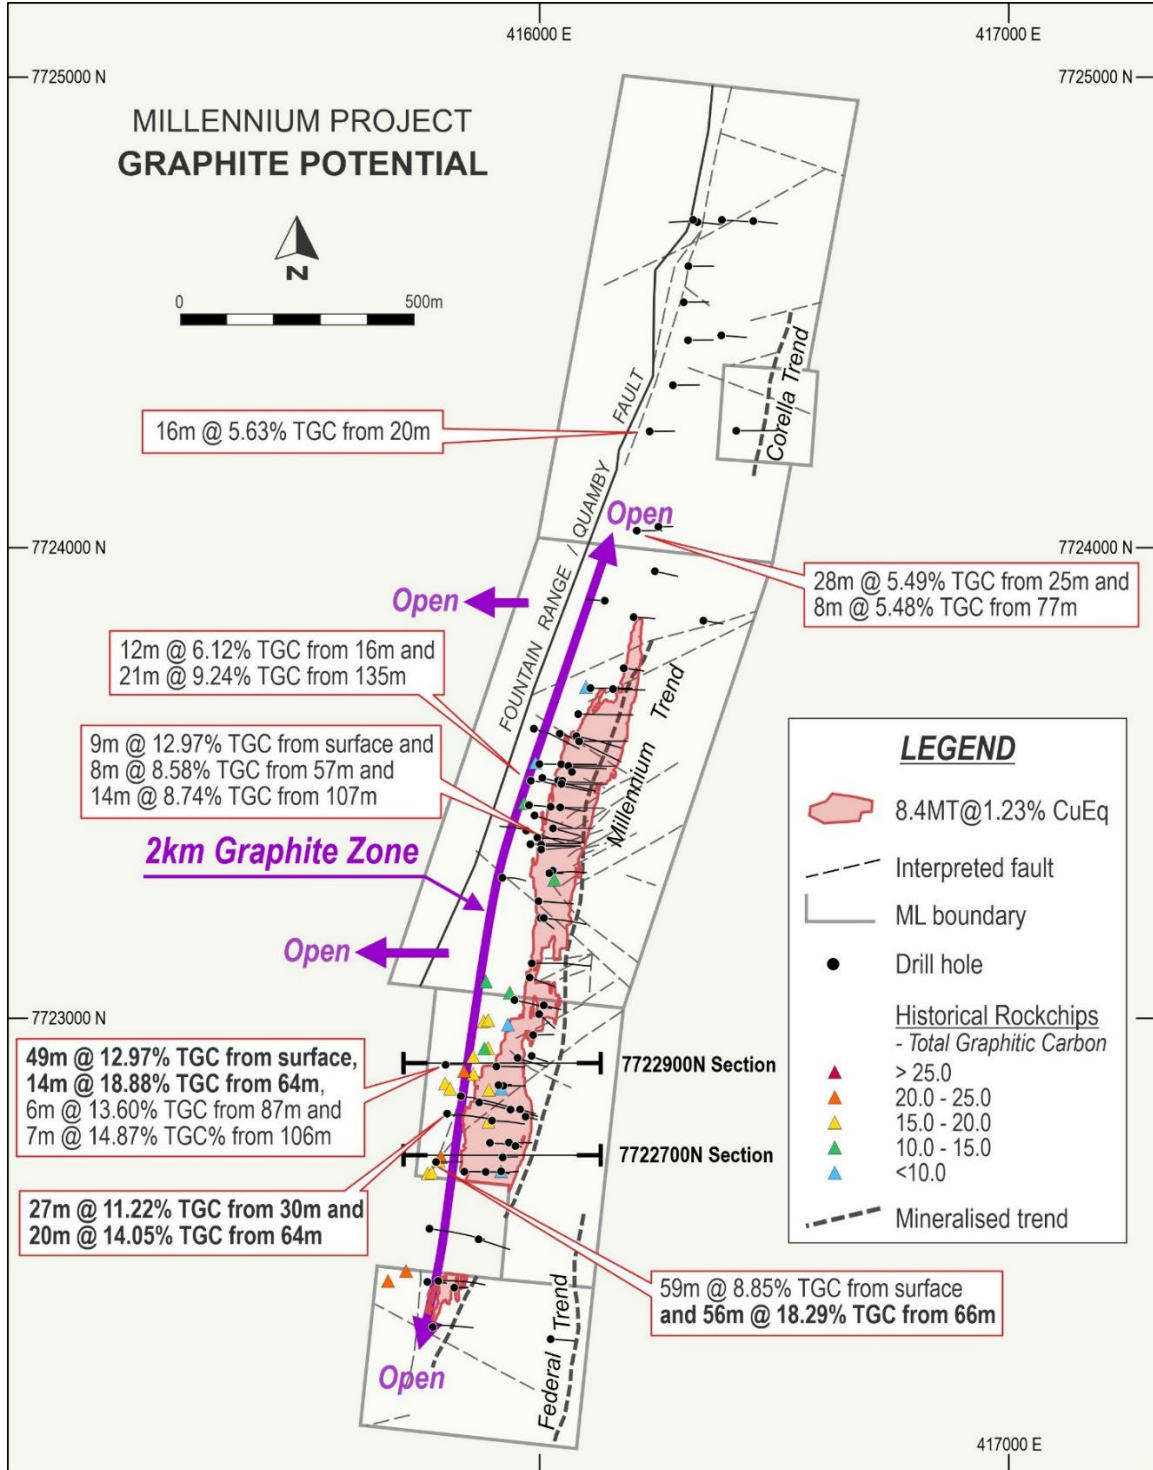 416000 E
417000 E
7725000 N
7725000 N
MILLENNIUM PROJECT
GRAPHITE POTENTIAL
N
0
500m
Corella Trend
FOUNTAIN RANGE / QUAMBY FAULT
16m @ 5.63% TGC from 20m
Open
7724000 N
7724000 N
28m @ 5.49% TGC from 25m and
8m @ 5.48% TGC from 77m
Open
12m @ 6.12% TGC from 16m and
21m @ 9.24% TGC from 135m
Millennium Trend
9m @ 12.97% TGC from surface and
8m @ 8.58% TGC from 57m and
14m @ 8.74% TGC from 107m
2km Graphite Zone
Open
LEGEND
8.4MT@1.23% CuEq
Interpreted fault
ML boundary
Drill hole
Historical Rockchips
- Total Graphitic Carbon
> 25.0
20.0 - 25.0
15.0 - 20.0
10.0 - 15.0
<10.0
Mineralised trend
7723000 N
49m @ 12.97% TGC from surface,
14m @ 18.88% TGC from 64m,
6m @ 13.60% TGC from 87m and
7m @ 14.87% TGC% from 106m
7722900N Section
7722700N Section
27m @ 11.22% TGC from 30m and
20m @ 14.05% TGC from 64m
59m @ 8.85% TGC from surface
and 56m @ 18.29% TGC from 66m
Federal Trend
Open
417000 E